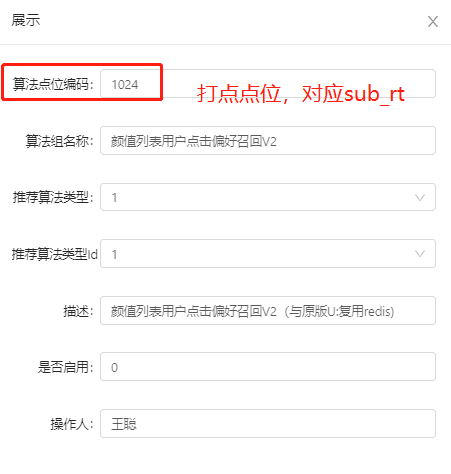 展示
算法点位编码: 1024
打点点位，对应sub_rt
算法组名称: 颜值列表用户点击偏好召回V2
推荐算法类型: 1
推荐算法类型Id 1
描述: 颜值列表用户点击偏好召回V2（与原版U:复用redis)
是否启用: 0
操作人: 王聪